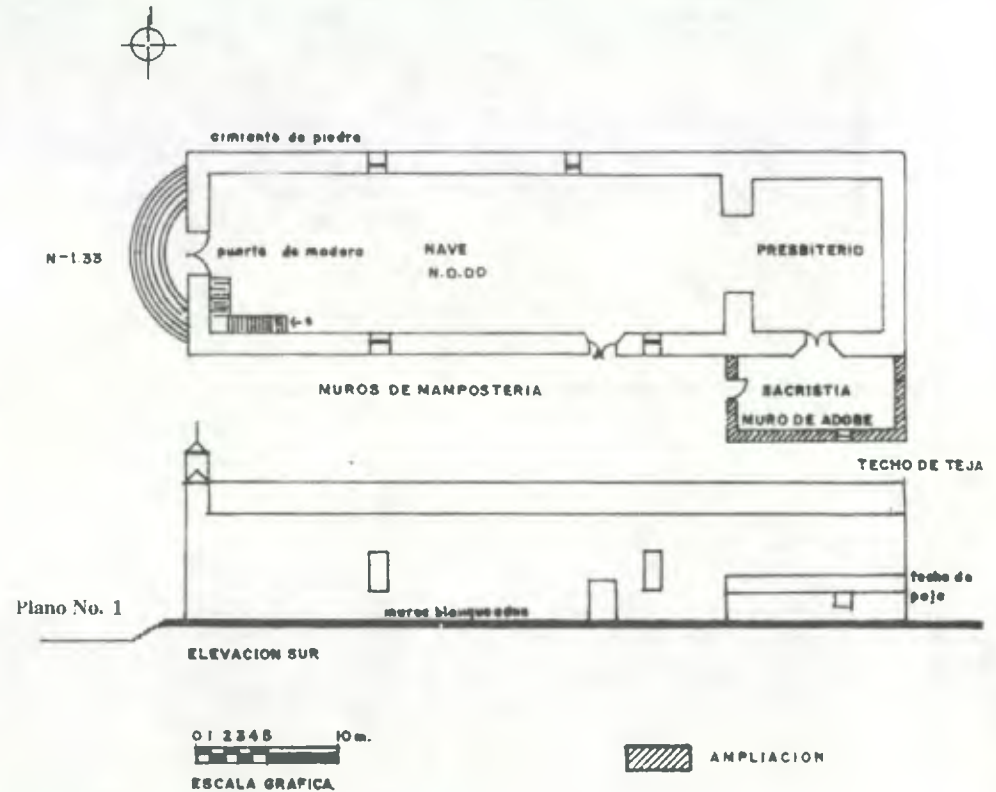 cimiento de piedra
N-1.33
puerta de madera
NAVE
N.0.00
PRESBITERIO
S
MUROS DE MAMPOSTERIA
SACRISTIA
MURO DE ADOBE
TECHO DE TEJA
techo de paja
Plano No. 1
muros blanqueados
ELEVACION SUR
0 1 2 3 4 5 10 m.
ESCALA GRAFICA
AMPLIACION